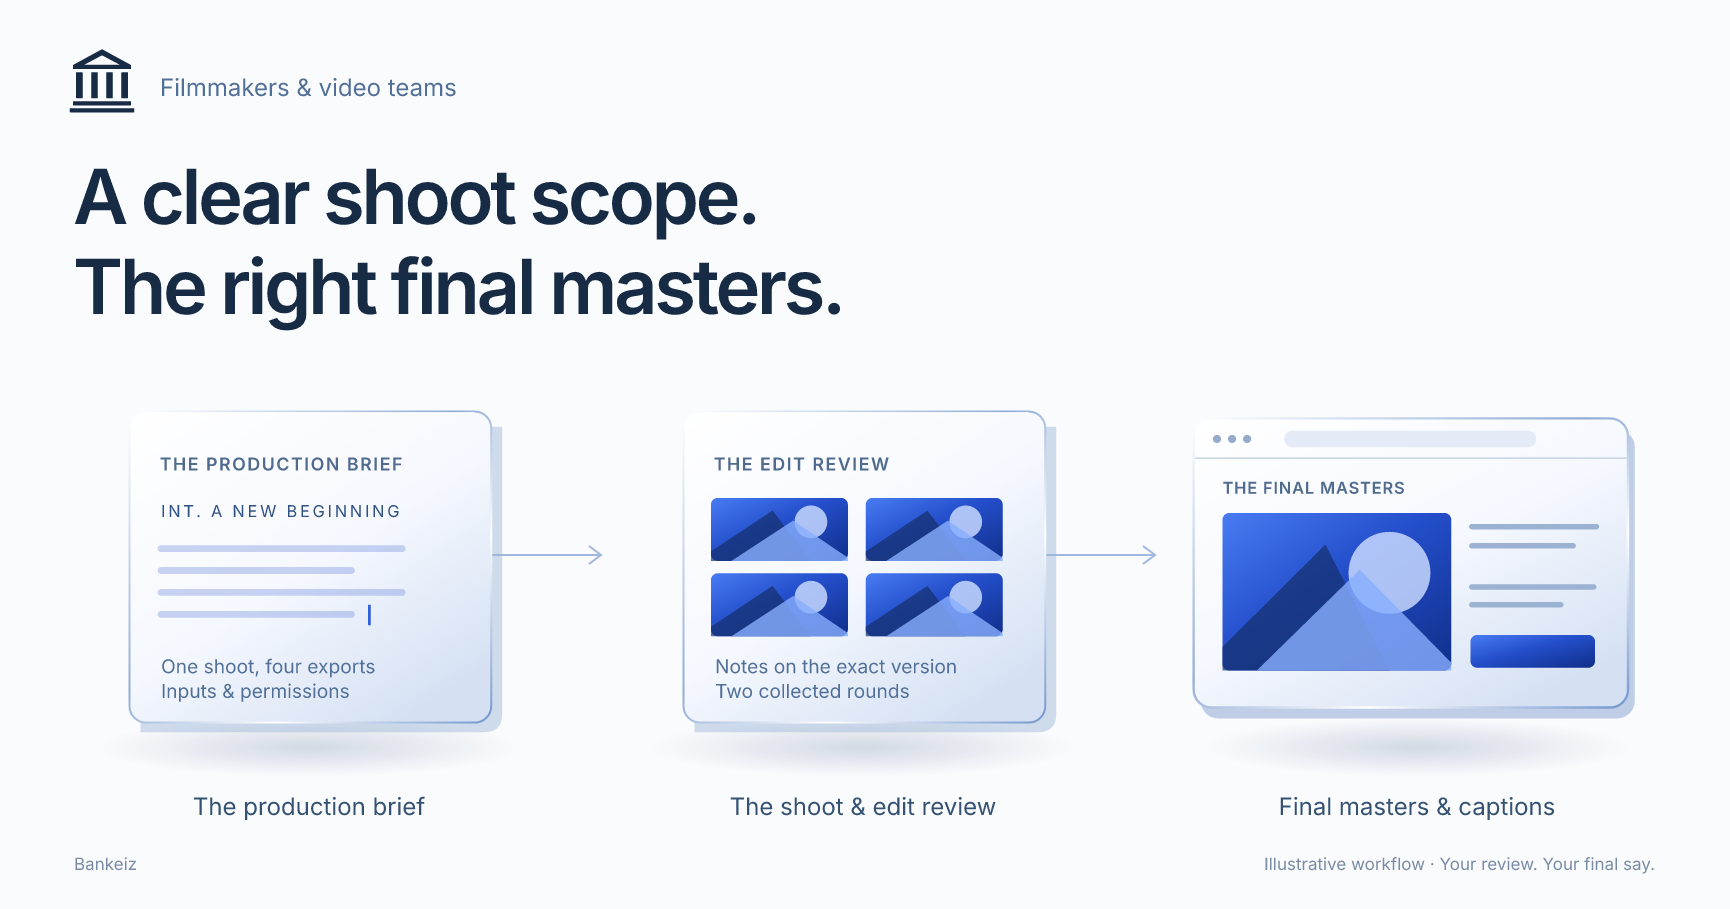 Filmmakers & video teams
A clear shoot scope.
The right final masters.
THE PRODUCTION BRIEF
INT. A NEW BEGINNING
One shoot, four exports
Inputs & permissions
The production brief
THE EDIT REVIEW
Notes on the exact version
Two collected rounds
The shoot & edit review
THE FINAL MASTERS
Final masters & captions
Bankeiz
Illustrative workflow · Your review. Your final say.